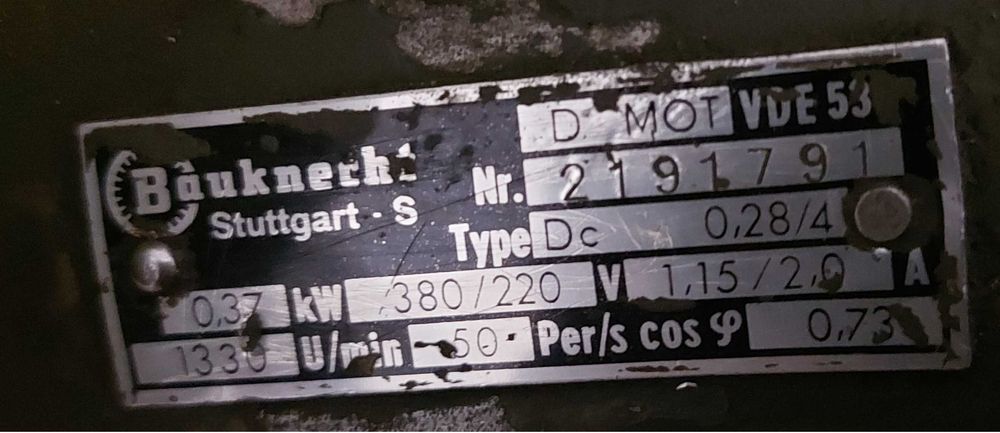 D MOT VDE 53
Bauknecht
Nr. 2191791
Stuttgart - S
Type Dc 0,28/4
0,37 kW 380/220 V 1,15/2,0 A
1330 U/min 50 Per/s cos φ 0,73